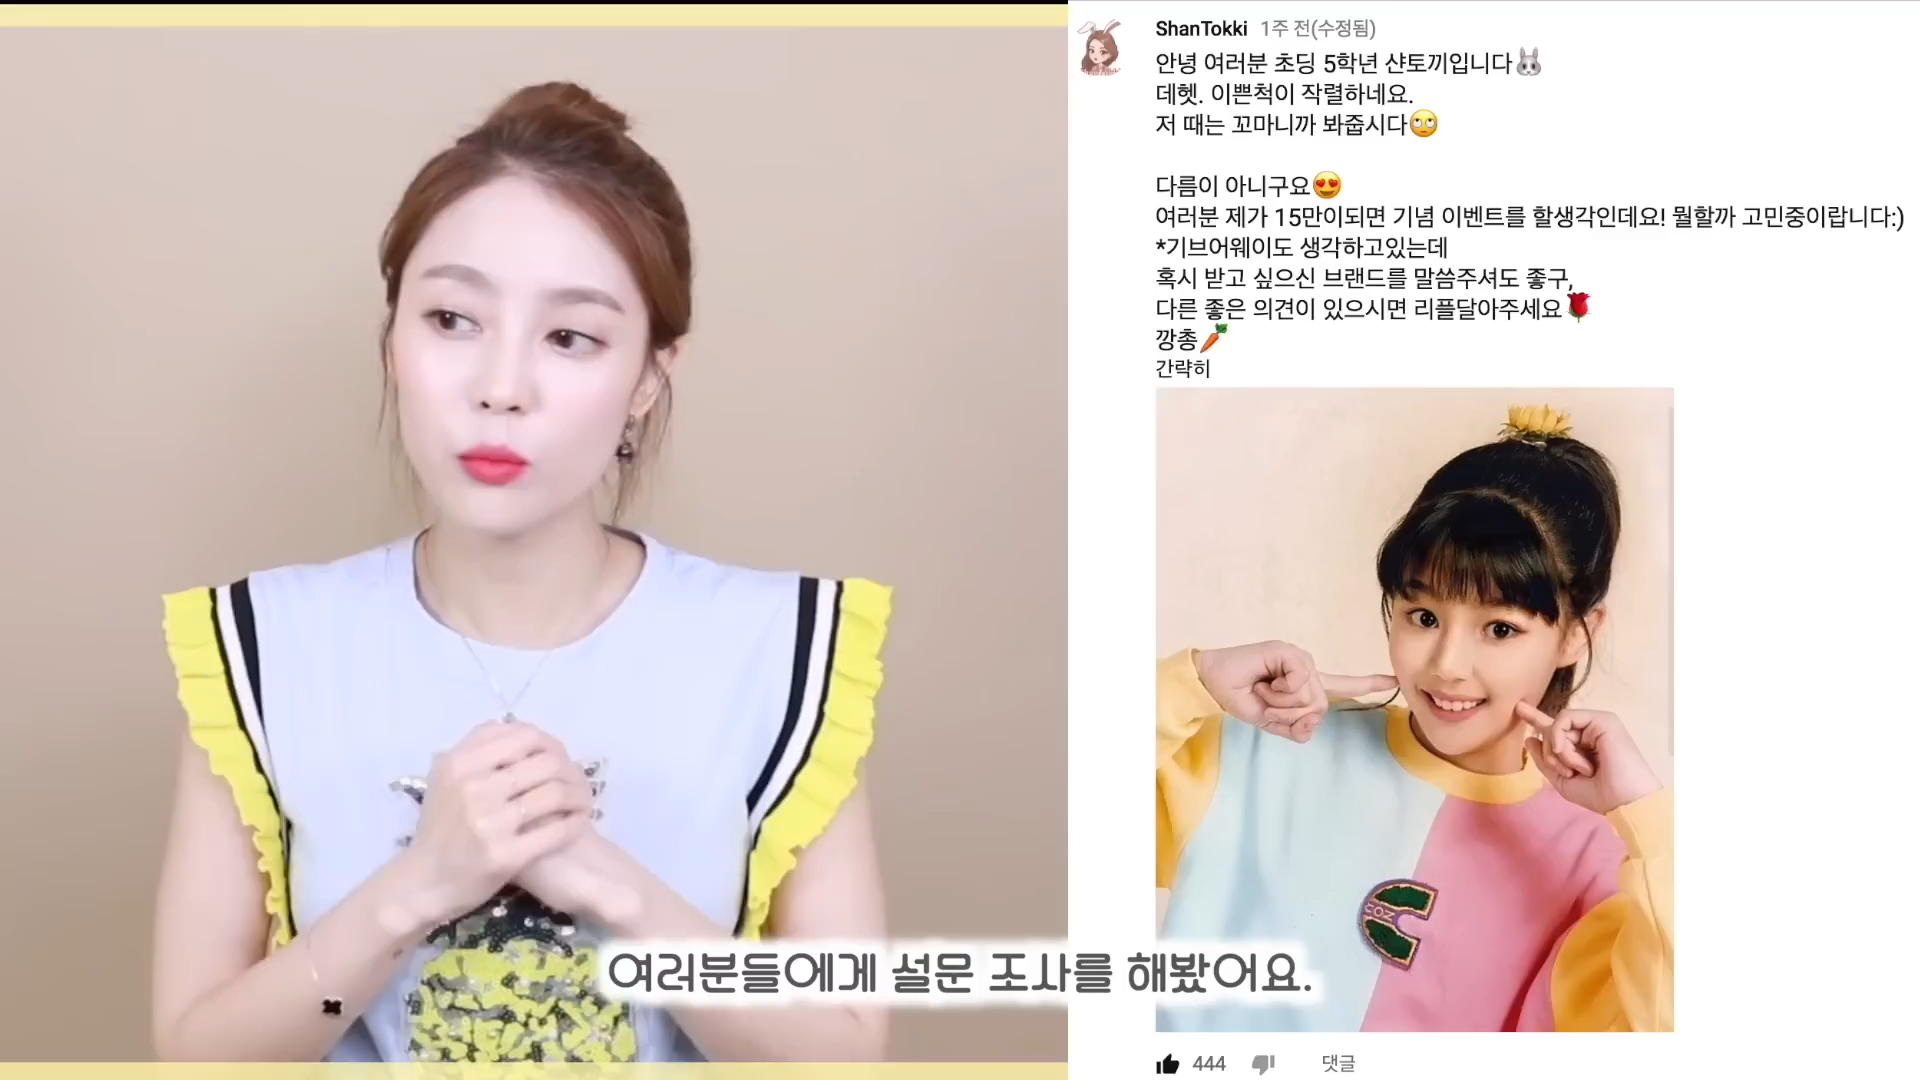 ShanTokki 1주 전(수정됨)
안녕 여러분 초딩 5학년 샨토끼입니다🐰
데헷. 이쁜척이 작렬하네요.
저 때는 꼬마니까 봐줍시다🙄
다름이 아니구요😍
여러분 제가 15만이되면 기념 이벤트를 할생각인데요! 뭘할까 고민중이랍니다:)
*기브어웨이도 생각하고있는데
혹시 받고 싶으신 브랜드를 말씀주셔도 좋구,
다른 좋은 의견이 있으시면 리플달아주세요🌹
깡총🥕
간략히
COZ
여러분들에게 설문 조사를 해봤어요.
444 댓글